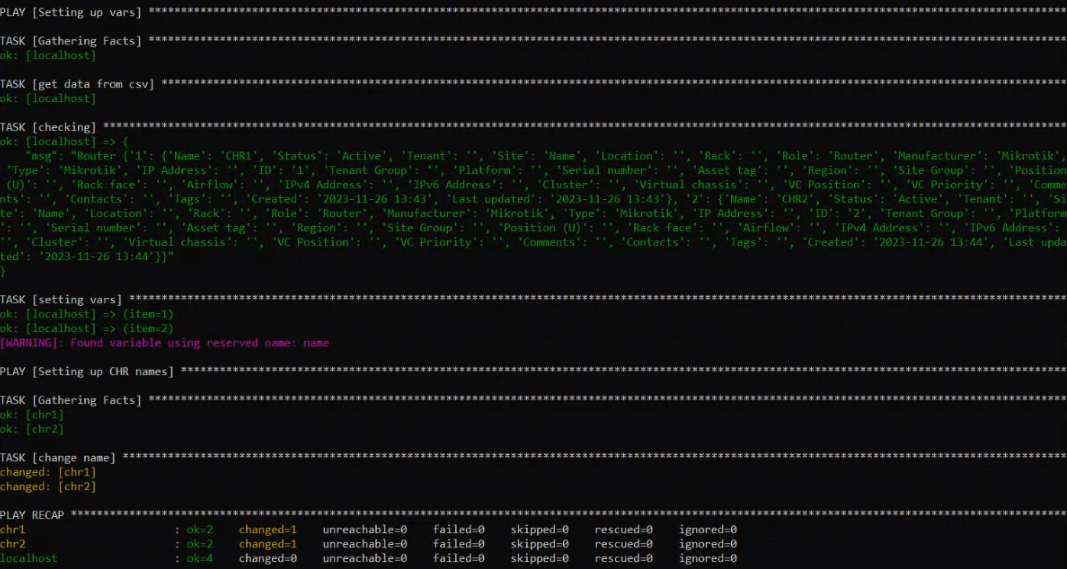 PLAY [Setting up vars] ****************************************************************************************************************************
TASK [Gathering Facts] ****************************************************************************************************************************
ok: [localhost]
TASK [get data from csv] **************************************************************************************************************************
ok: [localhost]
TASK [checking] ***********************************************************************************************************************************
ok: [localhost] => {
    "msg": "Router {'1': {'Name': 'CHR1', 'Status': 'Active', 'Tenant': '', 'Site': 'Name', 'Location': '', 'Rack': '', 'Role': 'Router', 'Manufacturer': 'Mikrotik',
 'Type': 'Mikrotik', 'IP Address': '', 'ID': '1', 'Tenant Group': '', 'Platform': '', 'Serial number': '', 'Asset tag': '', 'Region': '', 'Site Group': '', 'Position
 (U)': '', 'Rack face': '', 'Airflow': '', 'IPv4 Address': '', 'IPv6 Address': '', 'Cluster': '', 'Virtual chassis': '', 'VC Position': '', 'VC Priority': '', 'Comme
nts': '', 'Contacts': '', 'Tags': '', 'Created': '2023-11-26 13:43', 'Last updated': '2023-11-26 13:43'}, '2': {'Name': 'CHR2', 'Status': 'Active', 'Tenant': '', 'Si
te': 'Name', 'Location': '', 'Rack': '', 'Role': 'Router', 'Manufacturer': 'Mikrotik', 'Type': 'Mikrotik', 'IP Address': '', 'ID': '2', 'Tenant Group': '', 'Platform
': '', 'Serial number': '', 'Asset tag': '', 'Region': '', 'Site Group': '', 'Position (U)': '', 'Rack face': '', 'Airflow': '', 'IPv4 Address': '', 'IPv6 Address': 
'', 'Cluster': '', 'Virtual chassis': '', 'VC Position': '', 'VC Priority': '', 'Comments': '', 'Contacts': '', 'Tags': '', 'Created': '2023-11-26 13:44', 'Last upda
ted': '2023-11-26 13:44'}}"
}
TASK [setting vars] *******************************************************************************************************************************
ok: [localhost] => (item=1)
ok: [localhost] => (item=2)
[WARNING]: Found variable using reserved name: name
PLAY [Setting up CHR names] ***********************************************************************************************************************
TASK [Gathering Facts] ****************************************************************************************************************************
ok: [chr1]
ok: [chr2]
TASK [change name] ********************************************************************************************************************************
changed: [chr1]
changed: [chr2]
PLAY RECAP ****************************************************************************************************************************************
chr1                       : ok=2    changed=1    unreachable=0    failed=0    skipped=0    rescued=0    ignored=0
chr2                       : ok=2    changed=1    unreachable=0    failed=0    skipped=0    rescued=0    ignored=0
localhost                  : ok=4    changed=0    unreachable=0    failed=0    skipped=0    rescued=0    ignored=0